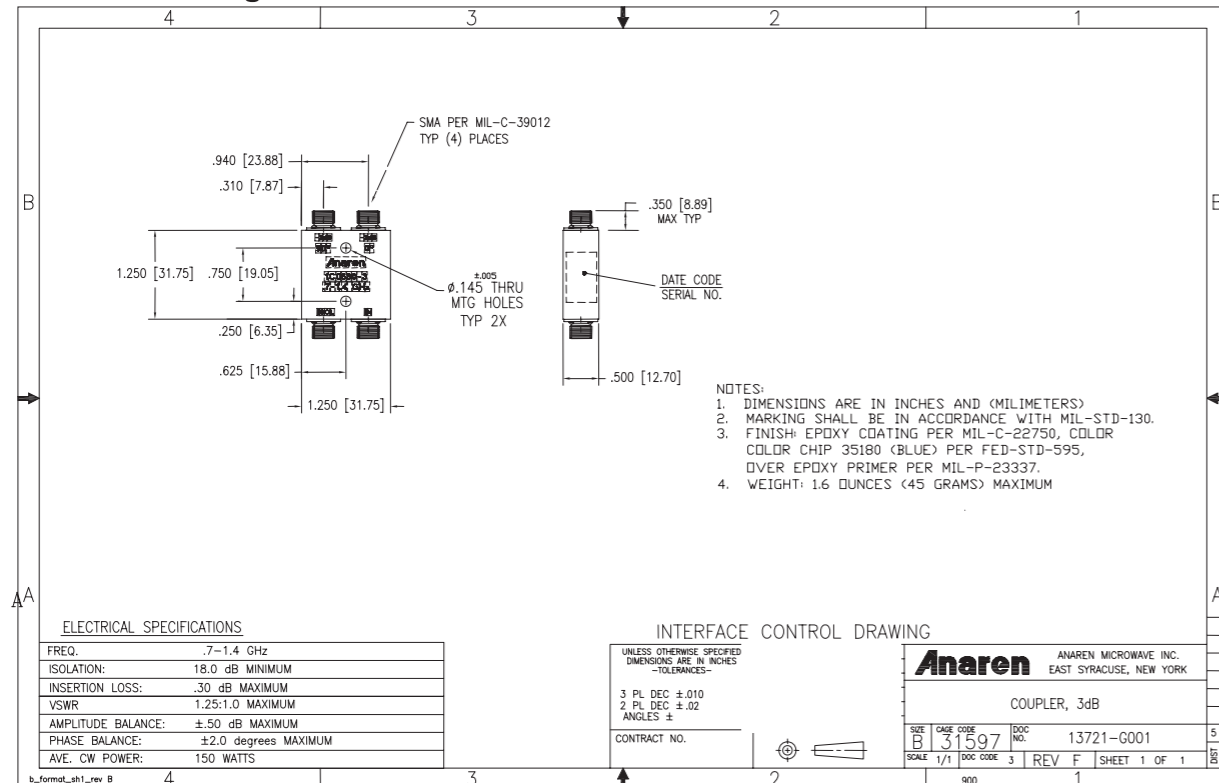 4 3 2 1
SMA PER MIL-C-39012
TYP (4) PLACES
.940 [23.88]
.310 [7.87]
B
.350 [8.89]
MAX TYP
1.250 [31.75]
.750 [19.05]
Anaren
±.005
ø.145 THRU
MTG HOLES
TYP 2X
DATE CODE
SERIAL NO.
.250 [6.35]
.625 [15.88]
1.250 [31.75]
.500 [12.70]
NOTES:
1. DIMENSIONS ARE IN INCHES AND (MILIMETERS)
2. MARKING SHALL BE IN ACCORDANCE WITH MIL-STD-130.
3. FINISH: EPOXY COATING PER MIL-C-22750, COLOR
COLOR CHIP 35180 (BLUE) PER FED-STD-595,
OVER EPOXY PRIMER PER MIL-P-23337.
4. WEIGHT: 1.6 OUNCES (45 GRAMS) MAXIMUM
A A A
ELECTRICAL SPECIFICATIONS
FREQ. .7-1.4 GHz
ISOLATION: 18.0 dB MINIMUM
INSERTION LOSS: .30 dB MAXIMUM
VSWR 1.25:1.0 MAXIMUM
AMPLITUDE BALANCE: ±.50 dB MAXIMUM
PHASE BALANCE: ±2.0 degrees MAXIMUM
AVE. CW POWER: 150 WATTS
INTERFACE CONTROL DRAWING
UNLESS OTHERWISE SPECIFIED
DIMENSIONS ARE IN INCHES
-TOLERANCES-
3 PL DEC ±.010
2 PL DEC ±.02
ANGLES ±
CONTRACT NO.
Anaren
ANAREN MICROWAVE INC.
EAST SYRACUSE, NEW YORK
COUPLER, 3dB
SIZE B
CAGE CODE 31597
DOC NO. 13721-G001
SCALE 1/1
DOC CODE 3
REV F
SHEET 1 OF 1
5
DIST
b_format_sh1_rev B
4 3 2 1
900